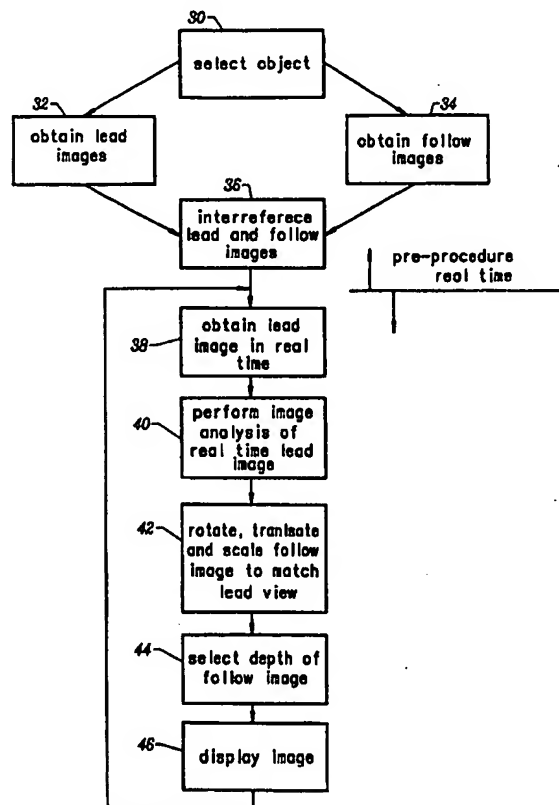 30
select object
32
obtain lead
images
34
obtain follow
images
36
interreferece
lead and follow
images
pre-procedure
real time
38
obtain lead
image in real
time
40
perform image
analysis of
real time lead
image
42
rotate, tranlsate
and scale follow
image to match
lead view
44
select depth of
follow image
46
display image